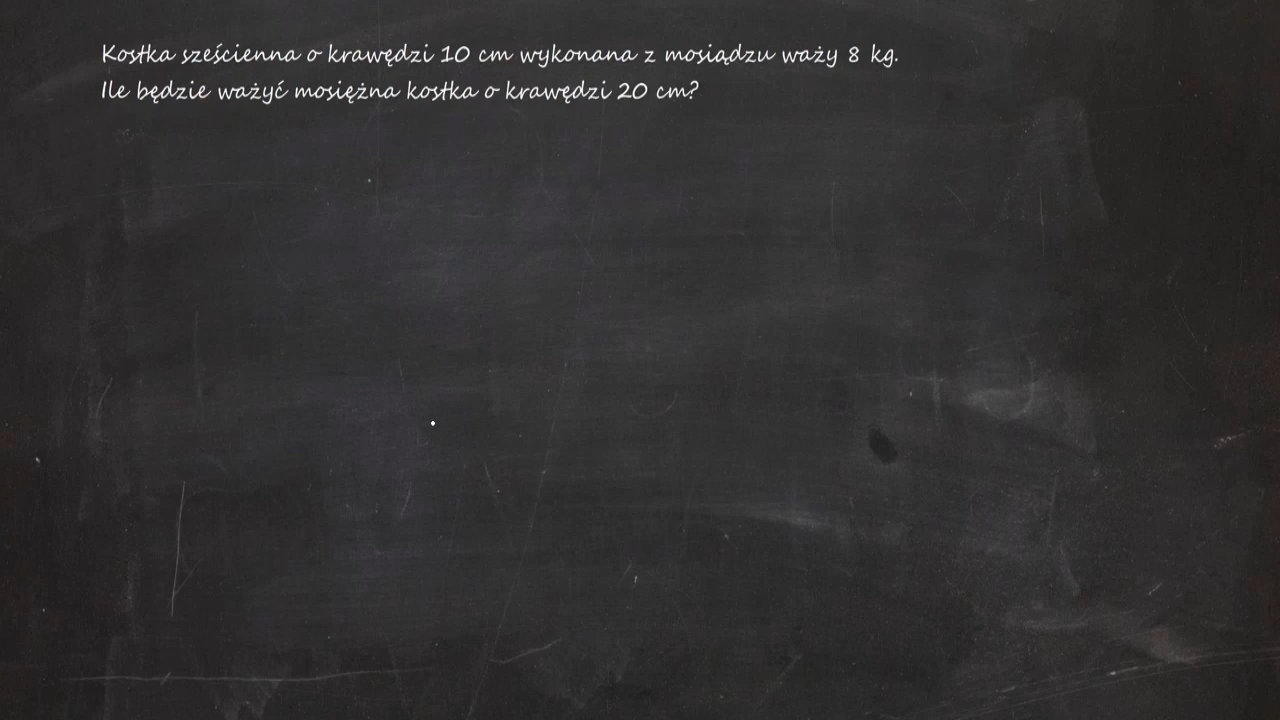 Kostka sześcienna o krawędzi 10 cm wykonana z mosiądzu waży 8 kg.
Ile będzie ważyć mosiężna kostka o krawędzi 20 cm?